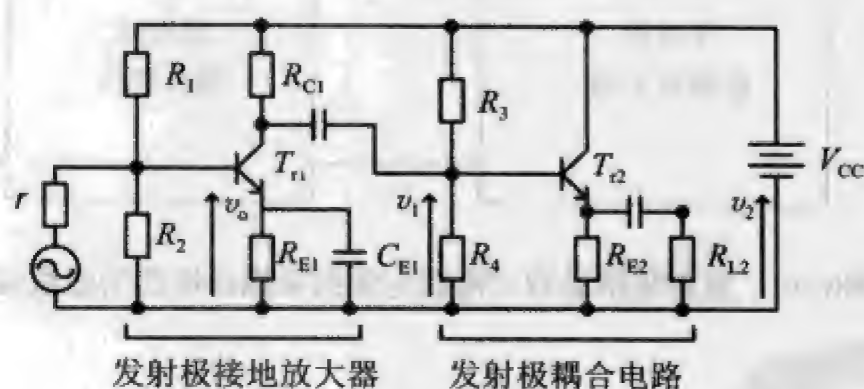 R1
RC1
R3
Tr1
Tr2
VCC
r
R2
vo
RE1
CE1
v1
R4
RE2
RL2
v2
发射极接地放大器
发射极耦合电路